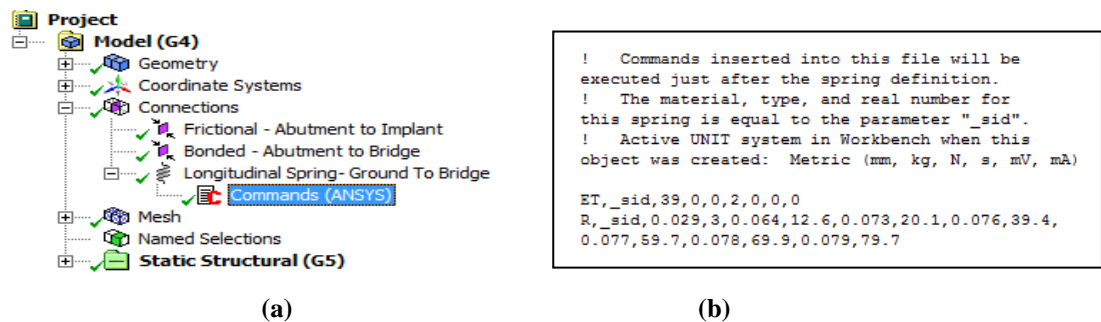 Project
Model (G4)
Geometry
Coordinate Systems
Connections
Frictional - Abutment to Implant
Bonded - Abutment to Bridge
Longitudinal Spring- Ground To Bridge
Commands (ANSYS)
Mesh
Named Selections
Static Structural (G5)
(a)
! Commands inserted into this file will be
executed just after the spring definition.
! The material, type, and real number for
this spring is equal to the parameter "_sid".
! Active UNIT system in Workbench when this
object was created: Metric (mm, kg, N, s, mV, mA)
ET,_sid,39,0,0,2,0,0,0
R,_sid,0.029,3,0.064,12.6,0.073,20.1,0.076,39.4,
0.077,59.7,0.078,69.9,0.079,79.7
(b)